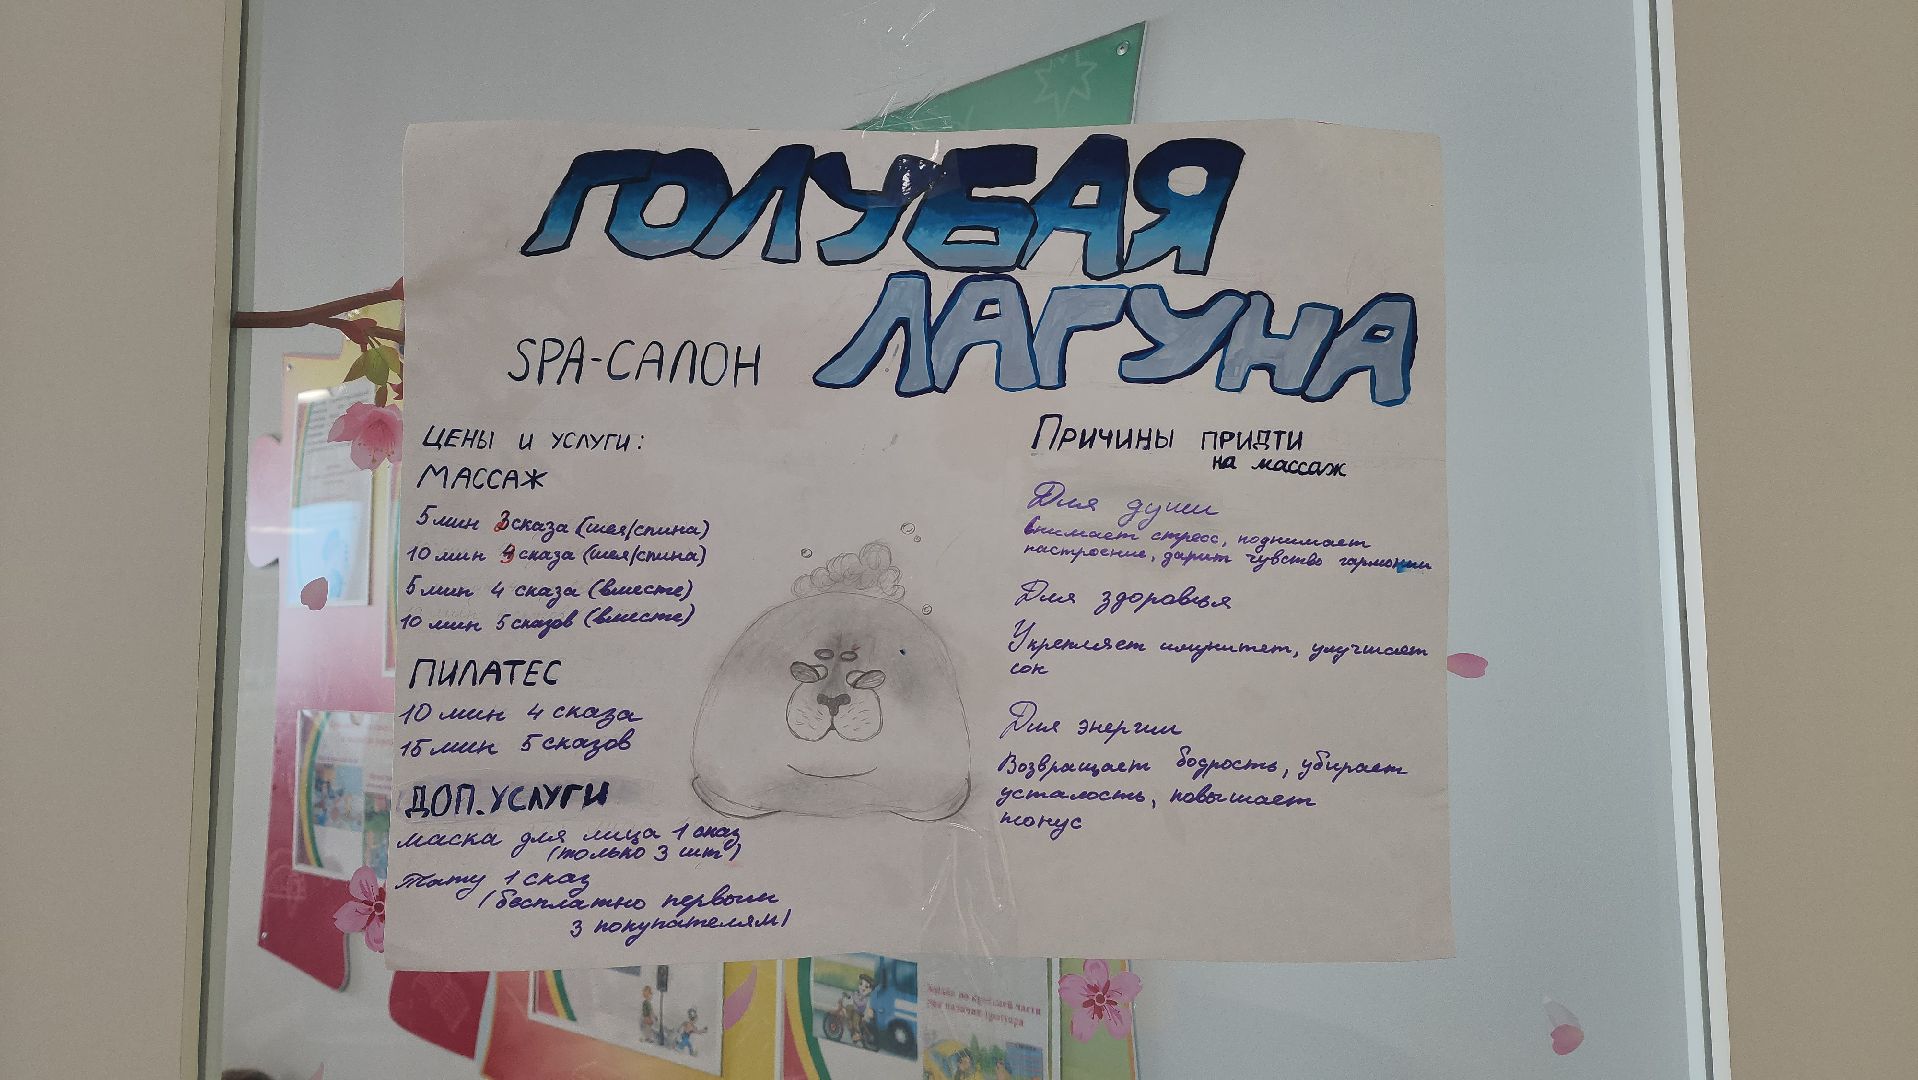 ГОЛУБАЯ
ЛАГУНА
SPA-САЛОН
ЦЕНЫ И УСЛУГИ:
МАССАЖ
5 мин 3 сказа (шея/спина)
10 мин 4 сказа (шея/спина)
5 мин 4 сказа (вместе)
10 мин 5 сказов (вместе)
ПИЛАТЕС
10 мин 4 сказа
15 мин 5 сказов
ДОП.УСЛУГИ
маска для лица 1 сказ
(только 3 шт)
Тату 1 сказ
(бесплатно первым
3 покупателям)
ПРИЧИНЫ ПРИДТИ
на массаж
Для души
внимает стресс, поднимает
настроение, дарит чувство гармонии
Для здоровья
Укрепляет имунитет, улучшает
сон
Для энергии
Возвращает бодрость, убирает
усталость, повышает
тонус